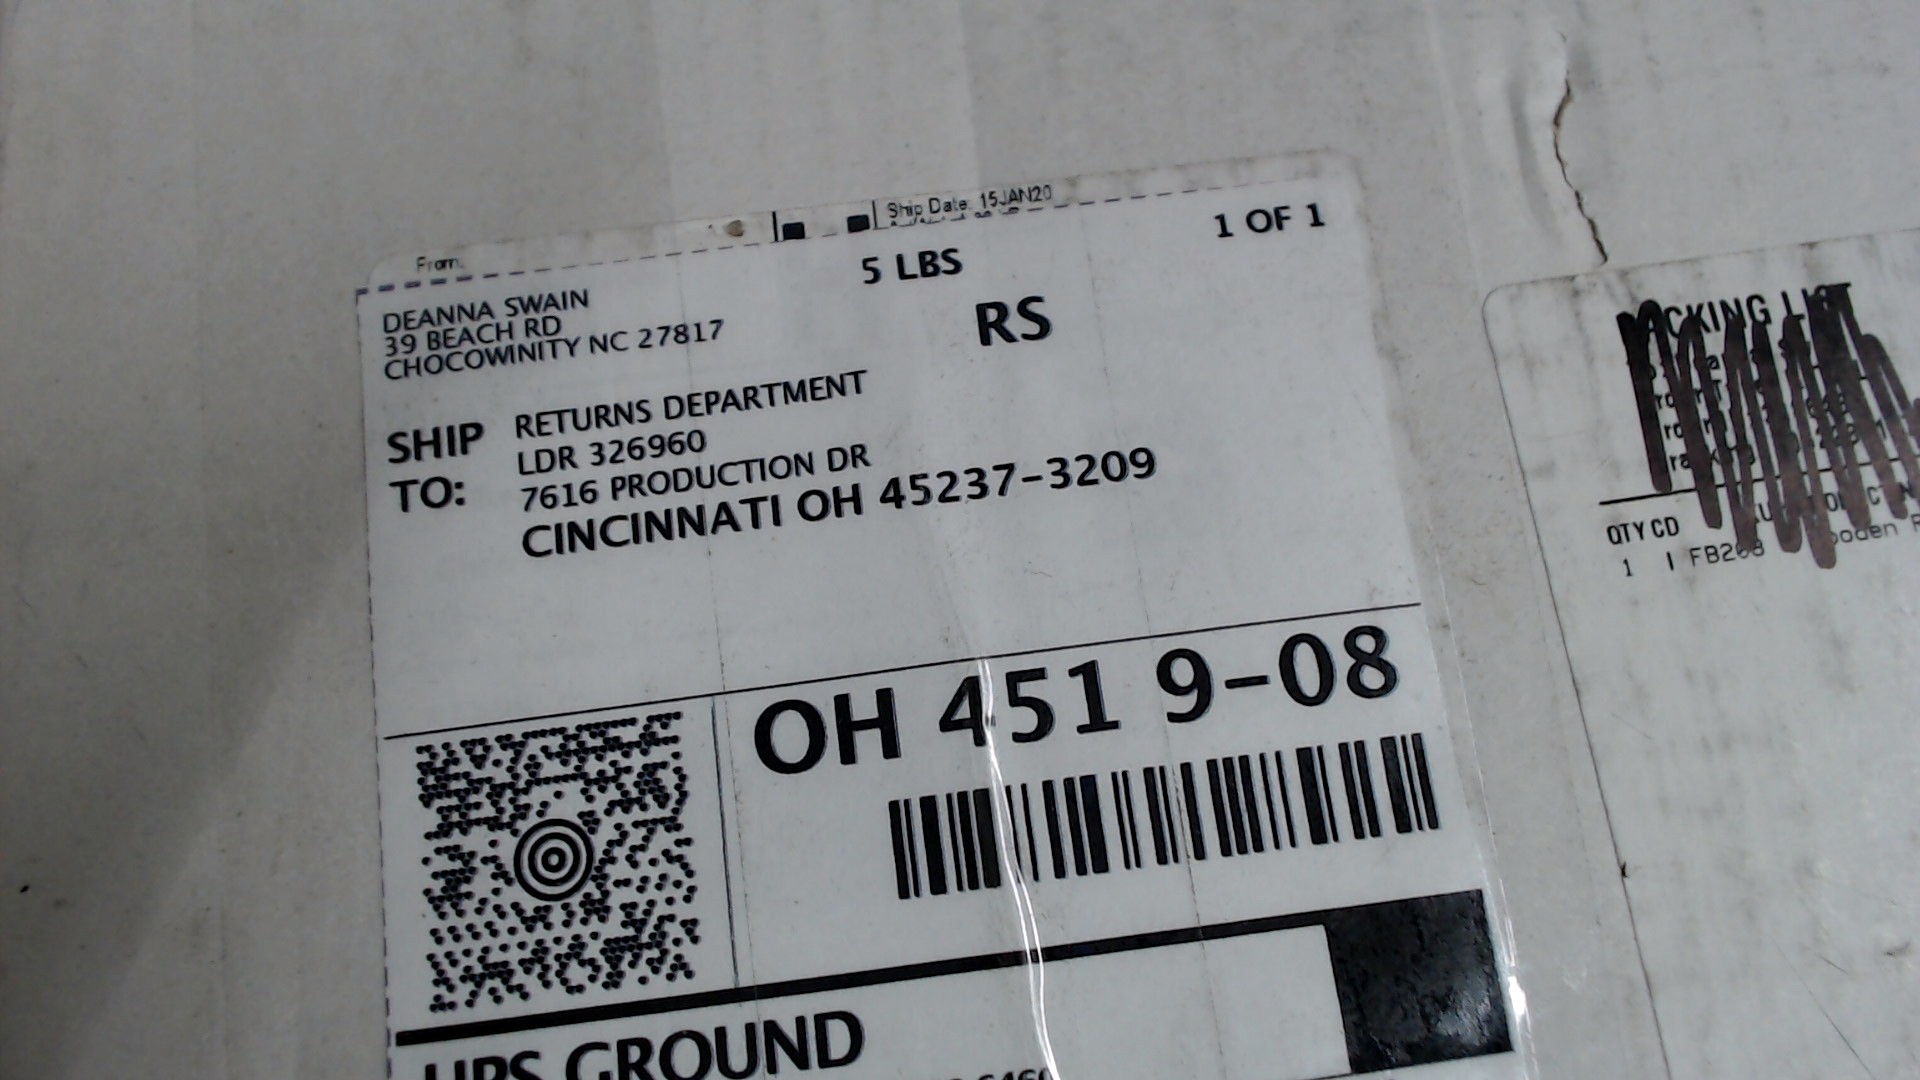 From:
Ship Date: 15JAN20
DEANNA SWAIN
39 BEACH RD
CHOCOWINITY NC 27817
5 LBS
1 OF 1
RS
SHIP TO:
RETURNS DEPARTMENT
LDR 326960
7616 PRODUCTION DR
CINCINNATI OH 45237-3209
OH 451 9-08
UPS GROUND
PACKING LIST
QTY CD
1 I